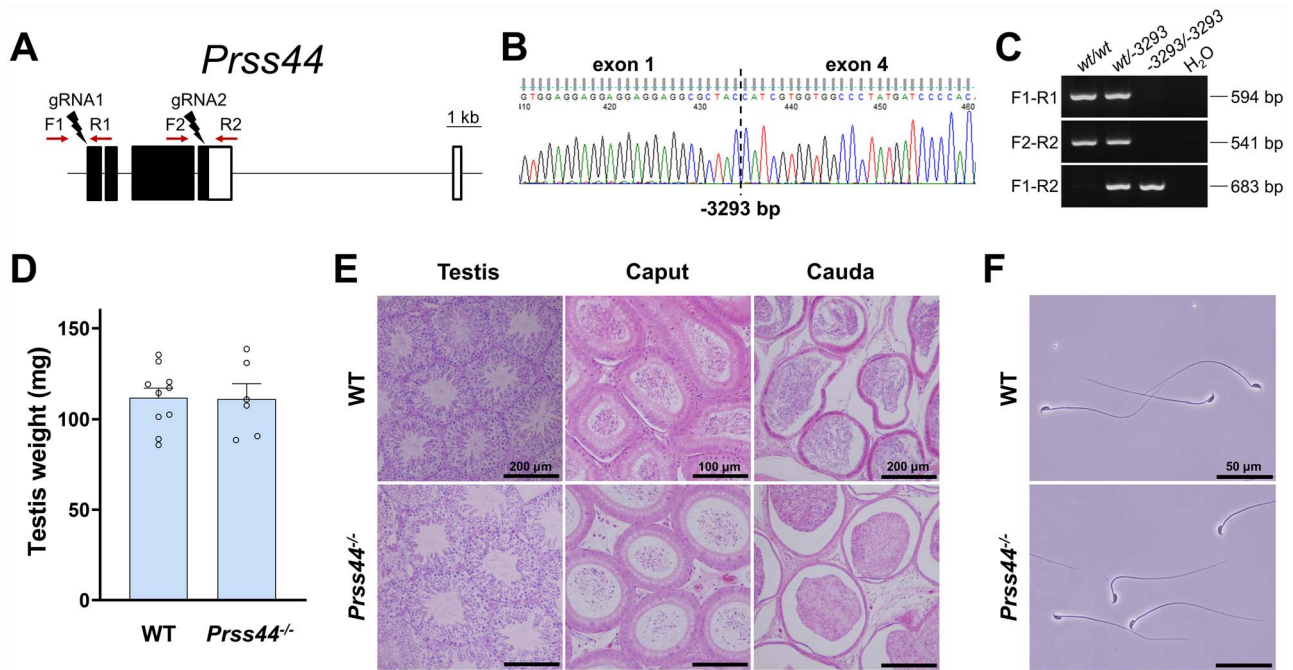 A
Prss44
gRNA1
gRNA2
F1
R1
F2
R2
1 kb
B
exon 1
exon 4
GTGGAGGAGGAGGAGGAGGCGCTACCATCGTGGTGGCCCTATGATCCCCAC
410
420
430
440
450
460
-3293 bp
C
wt/wt
wt/-3293
-3293/-3293
H2O
F1-R1
594 bp
F2-R2
541 bp
F1-R2
683 bp
D
Testis weight (mg)
150
100
50
0
WT
Prss44-/-
E
Testis
Caput
Cauda
WT
200 µm
100 µm
200 µm
Prss44-/-
F
50 µm